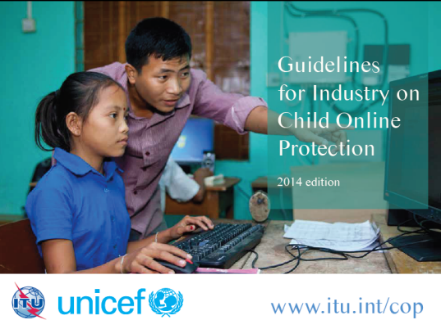 Guidelines
for Industry on
Child Online
Protection
2014 edition
ITU unicef
www.itu.int/cop